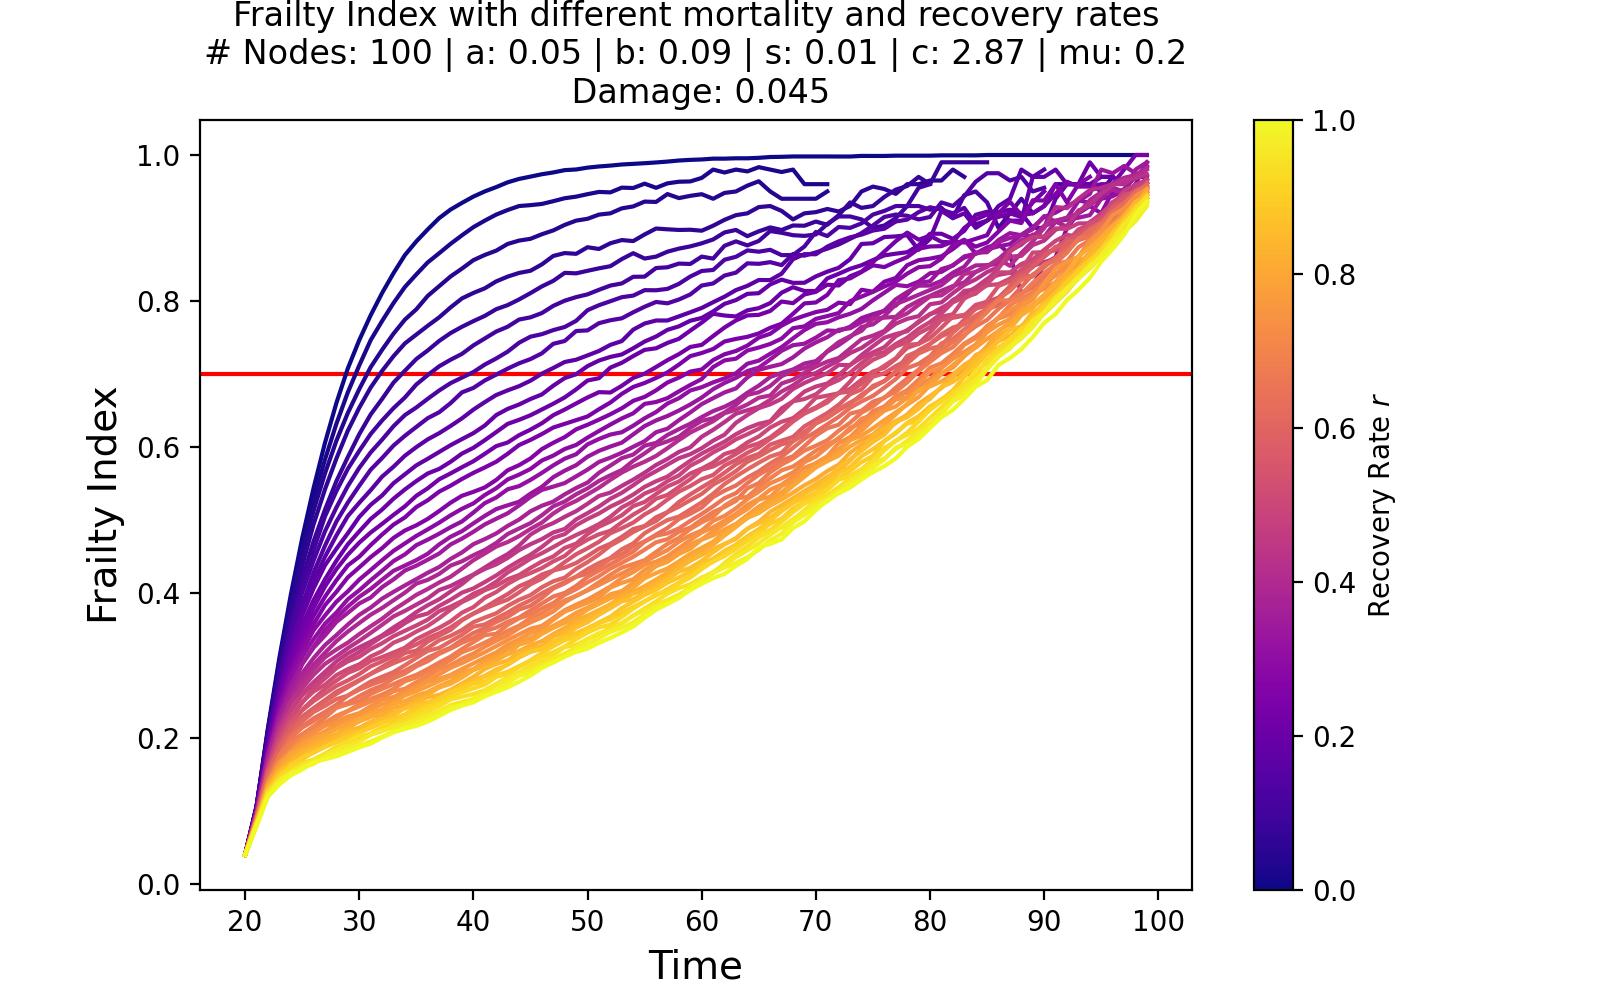 Frailty Index with different mortality and recovery rates
# Nodes: 100 | a: 0.05 | b: 0.09 | s: 0.01 | c: 2.87 | mu: 0.2
Damage: 0.045
Frailty Index
1.0
0.8
0.6
0.4
0.2
0.0
20 30 40 50 60 70 80 90 100
Time
1.0
0.8
0.6
0.4
0.2
0.0
Recovery Rate r